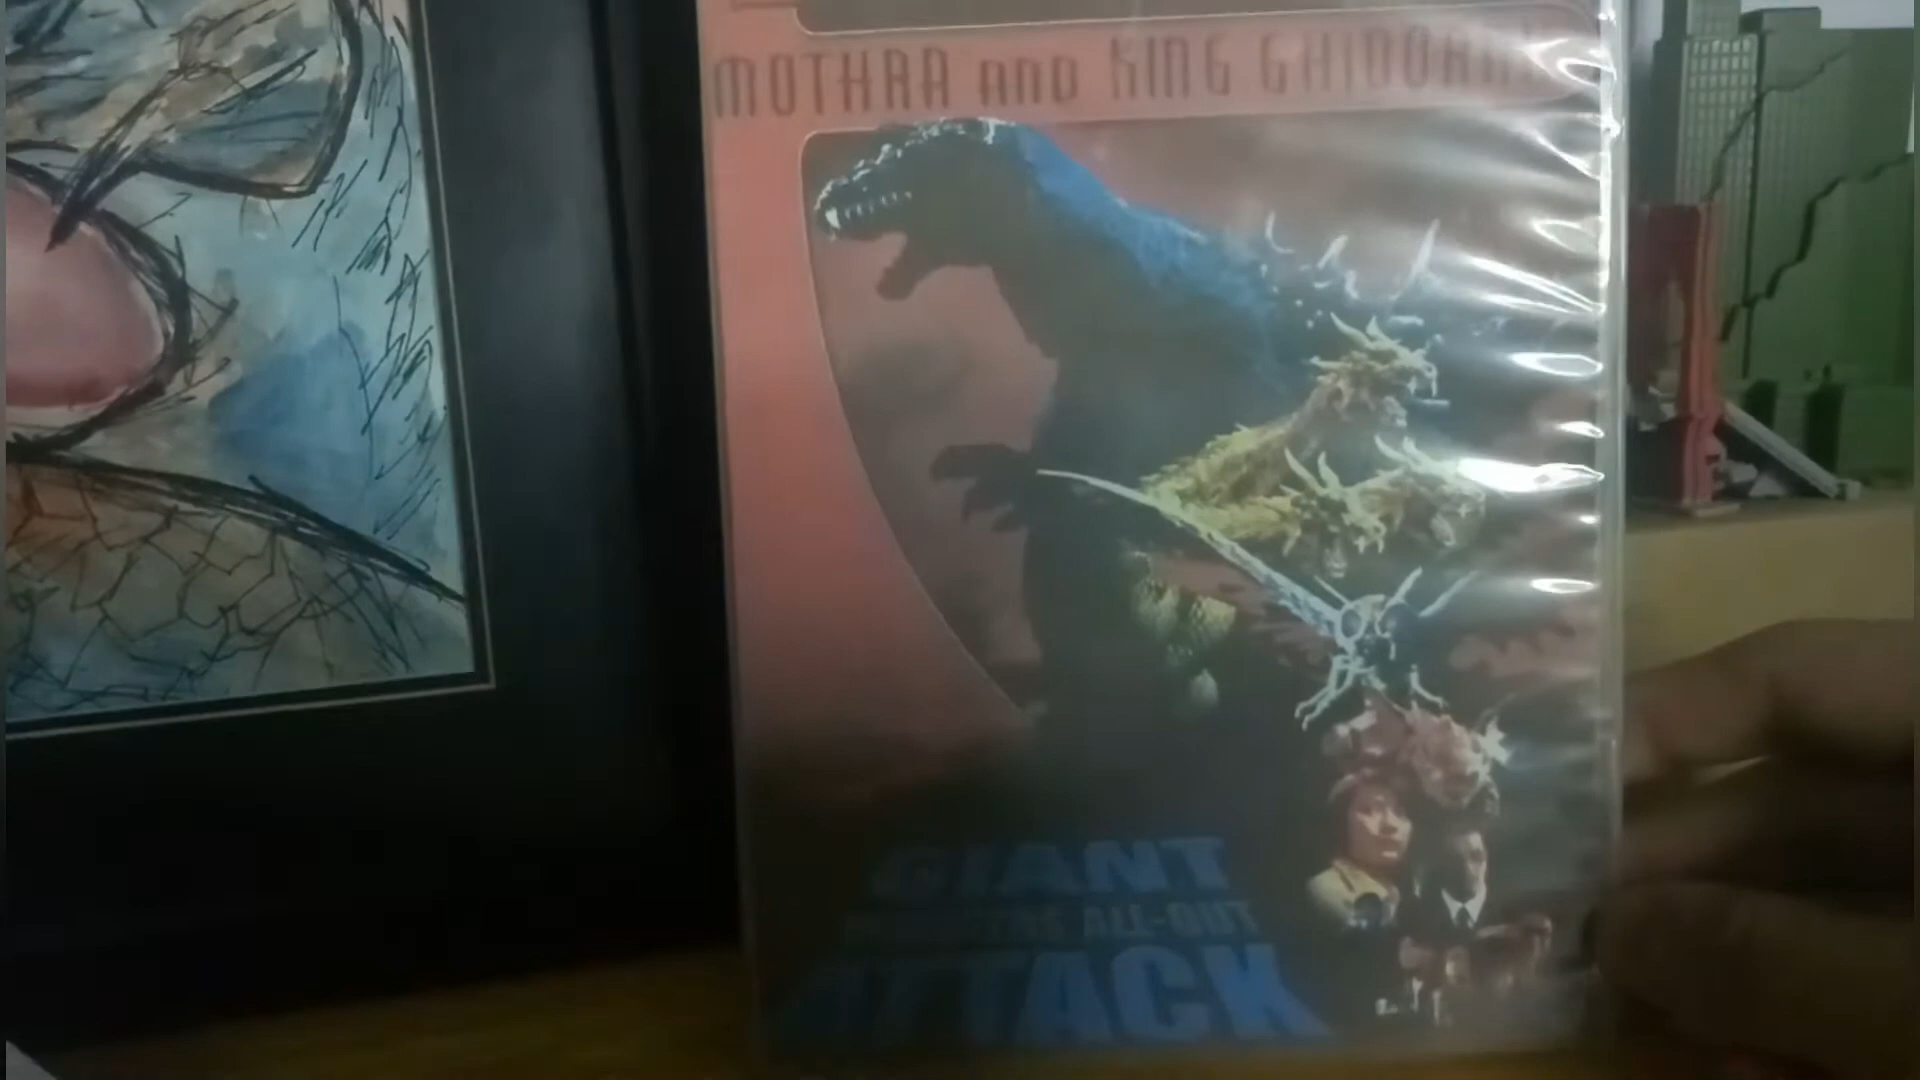 MOTHRA AND KING GHIDORAH
GIANT
MONSTERS ALL-OUT
ATTACK